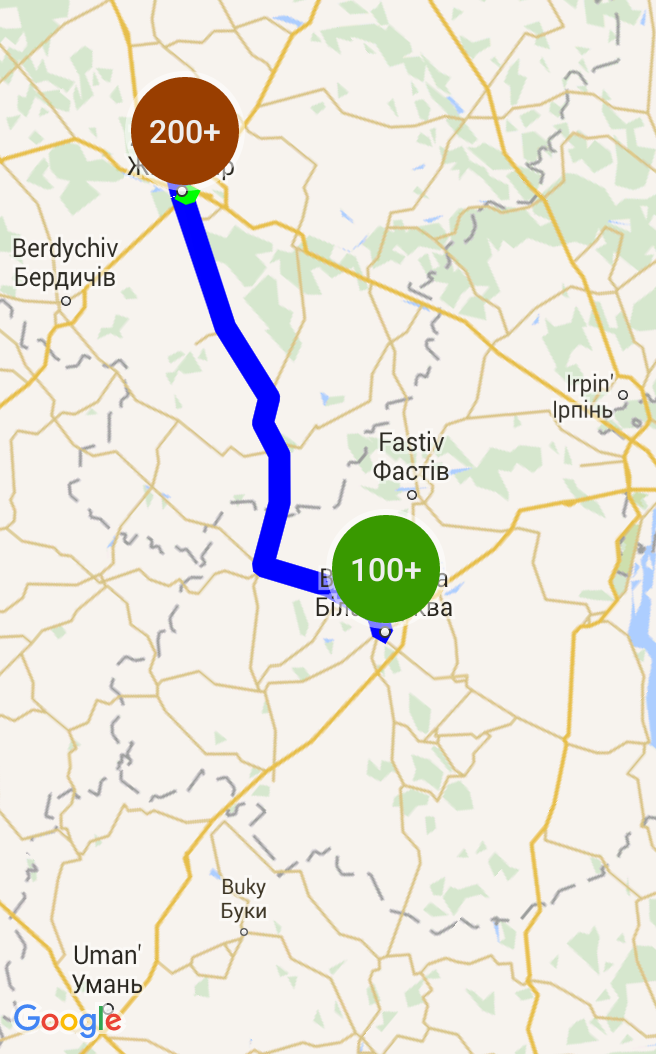 200+
Berdychiv
Бердичів
Irpin'
Ірпінь
Fastiv
Фастів
100+
Buky
Буки
Uman'
Умань
Google